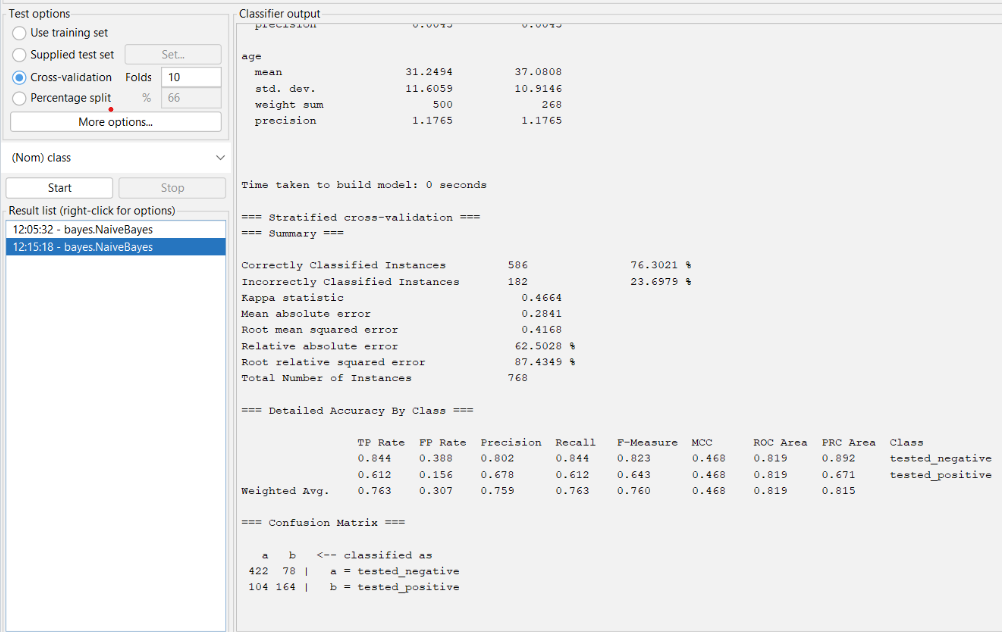 Test options
Use training set
Supplied test set Set...
Cross-validation Folds 10
Percentage split % 66
More options...
(Nom) class
Start Stop
Result list (right-click for options)
12:05:32 - bayes.NaiveBayes
12:15:18 - bayes.NaiveBayes
Classifier output
precision 0.0045 0.0045
age
mean 31.2494 37.0808
std. dev. 11.6059 10.9146
weight sum 500 268
precision 1.1765 1.1765
Time taken to build model: 0 seconds
=== Stratified cross-validation ===
=== Summary ===
Correctly Classified Instances 586 76.3021 %
Incorrectly Classified Instances 182 23.6979 %
Kappa statistic 0.4664
Mean absolute error 0.2841
Root mean squared error 0.4168
Relative absolute error 62.5028 %
Root relative squared error 87.4349 %
Total Number of Instances 768
=== Detailed Accuracy By Class ===
TP Rate FP Rate Precision Recall F-Measure MCC ROC Area PRC Area Class
0.844 0.388 0.802 0.844 0.823 0.468 0.819 0.892 tested_negative
0.612 0.156 0.678 0.612 0.643 0.468 0.819 0.671 tested_positive
Weighted Avg. 0.763 0.307 0.759 0.763 0.760 0.468 0.819 0.815
=== Confusion Matrix ===
a b <-- classified as
422 78 | a = tested_negative
104 164 | b = tested_positive